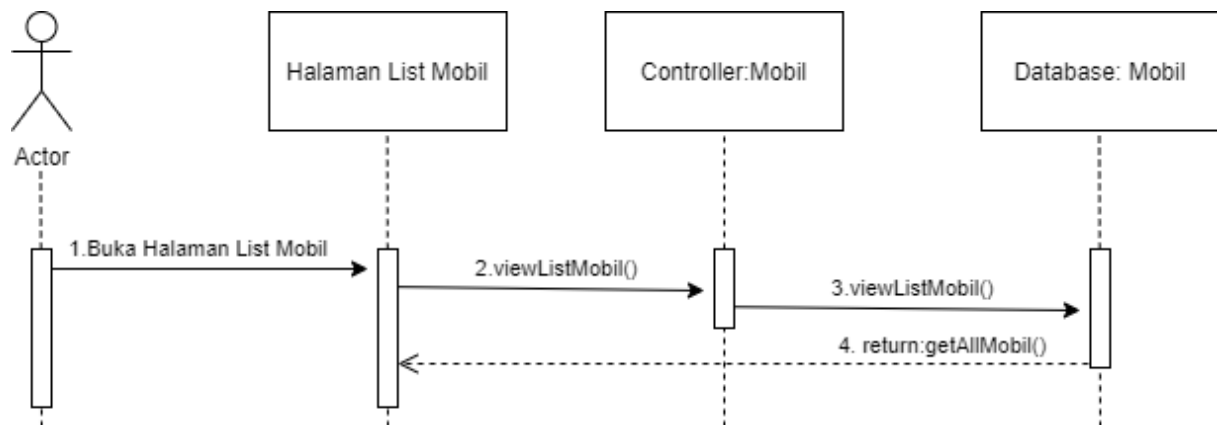 Halaman List Mobil
Controller:Mobil
Database: Mobil
Actor
1.Buka Halaman List Mobil
2.viewListMobil()
3.viewListMobil()
4. return:getAllMobil()